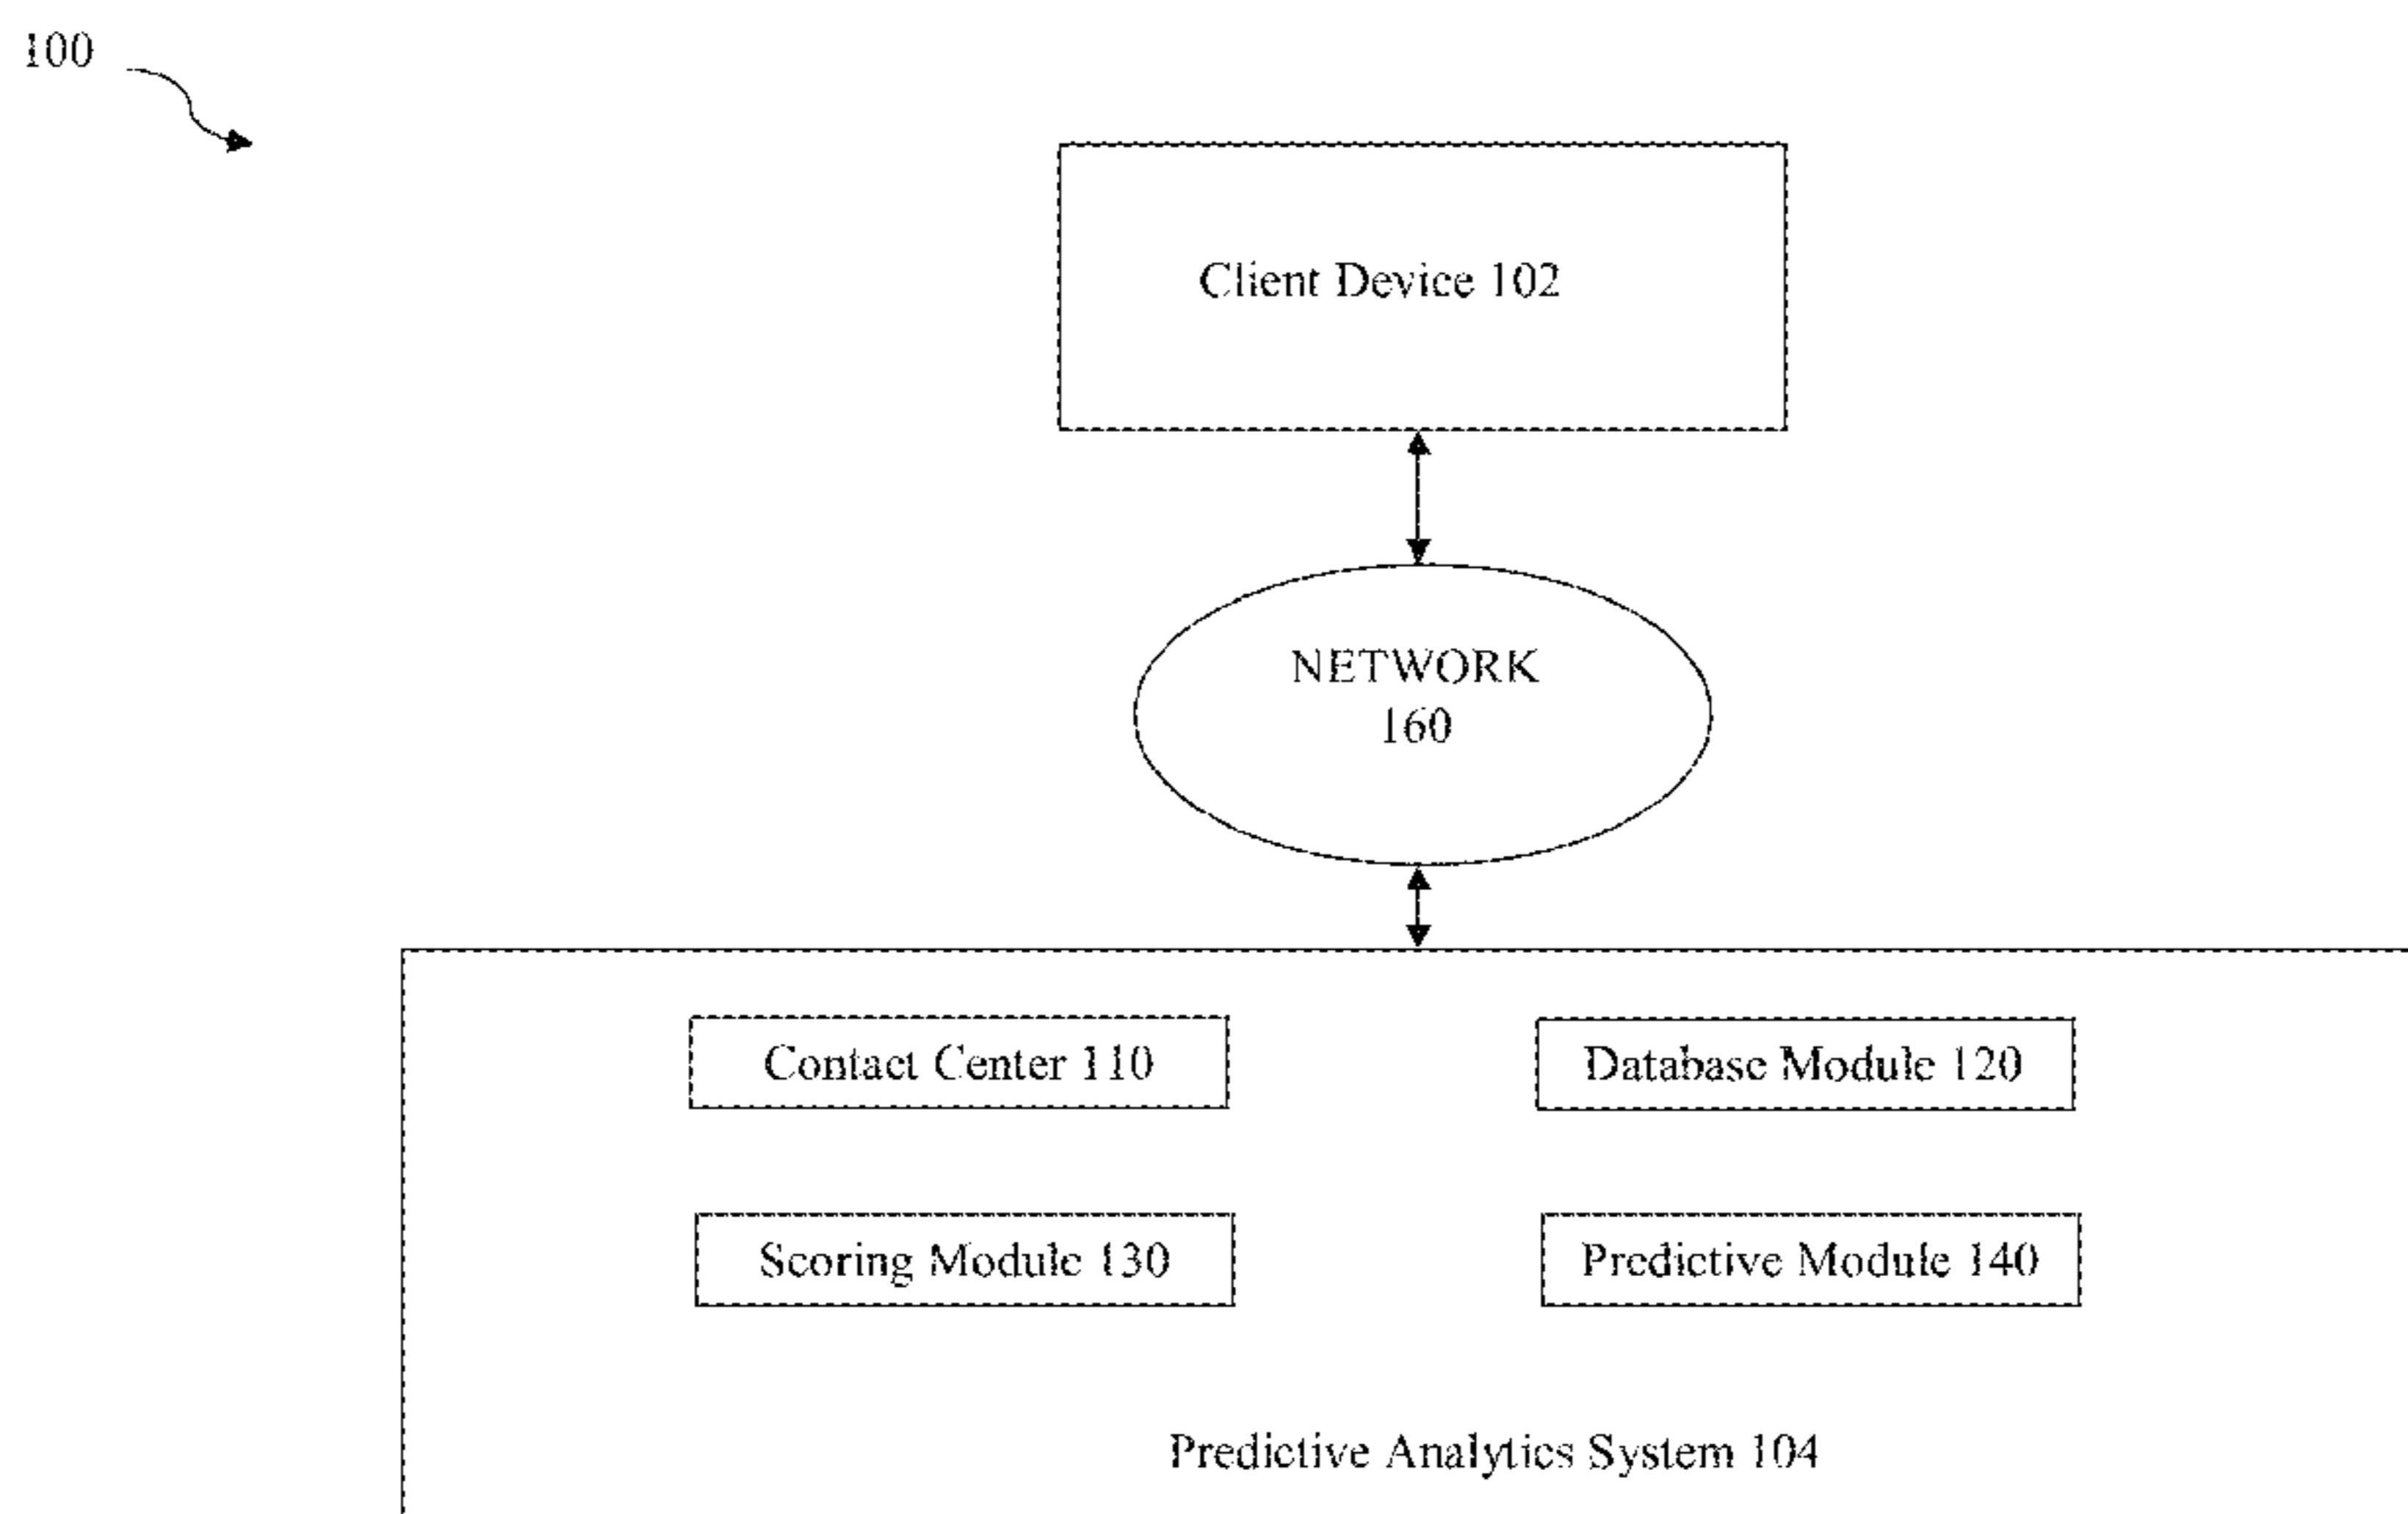 100
Client Device 102
NETWORK
160
Contact Center 110
Database Module 120
Scoring Module 130
Predictive Module 140
Predictive Analytics System 104